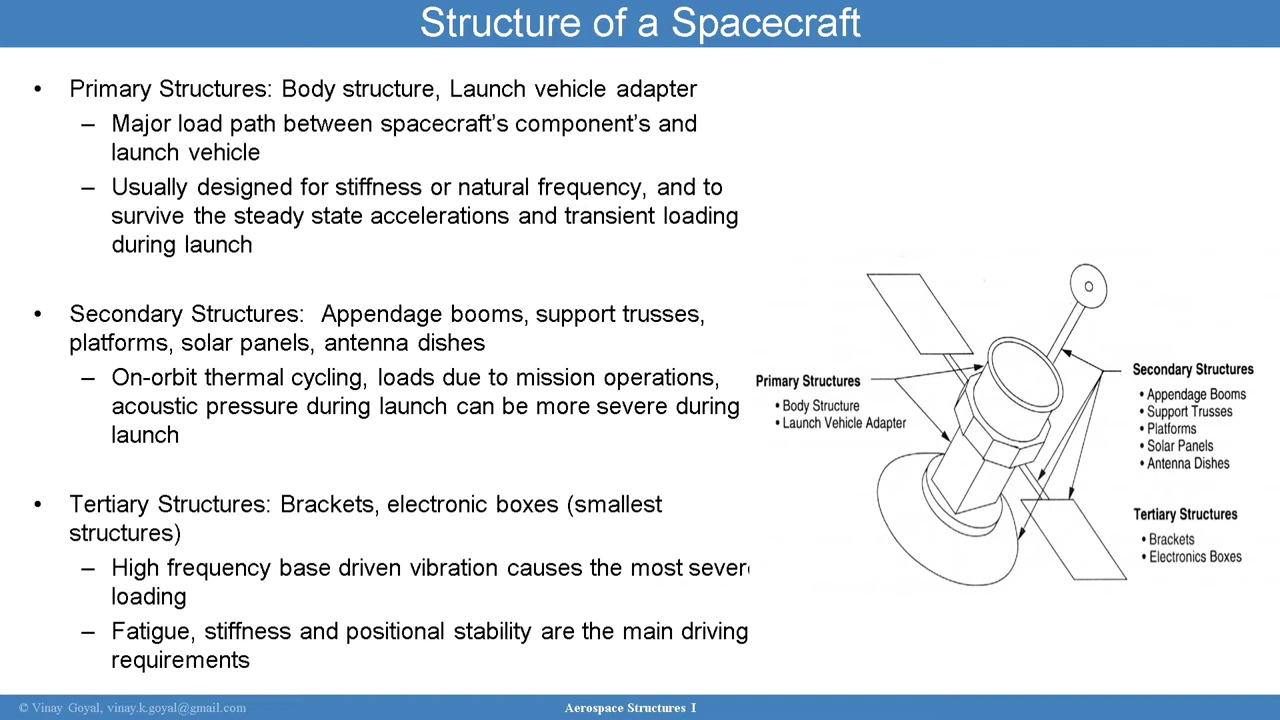 Structure of a Spacecraft
• Primary Structures: Body structure, Launch vehicle adapter
– Major load path between spacecraft’s component’s and
launch vehicle
– Usually designed for stiffness or natural frequency, and to
survive the steady state accelerations and transient loading
during launch
• Secondary Structures: Appendage booms, support trusses,
platforms, solar panels, antenna dishes
– On-orbit thermal cycling, loads due to mission operations,
acoustic pressure during launch can be more severe during
launch
• Tertiary Structures: Brackets, electronic boxes (smallest
structures)
– High frequency base driven vibration causes the most severe
loading
– Fatigue, stiffness and positional stability are the main driving
requirements
Primary Structures
• Body Structure
• Launch Vehicle Adapter
Secondary Structures
• Appendage Booms
• Support Trusses
• Platforms
• Solar Panels
• Antenna Dishes
Tertiary Structures
• Brackets
• Electronics Boxes
© Vinay Goyal, vinay.k.goyal@gmail.com
Aerospace Structures I